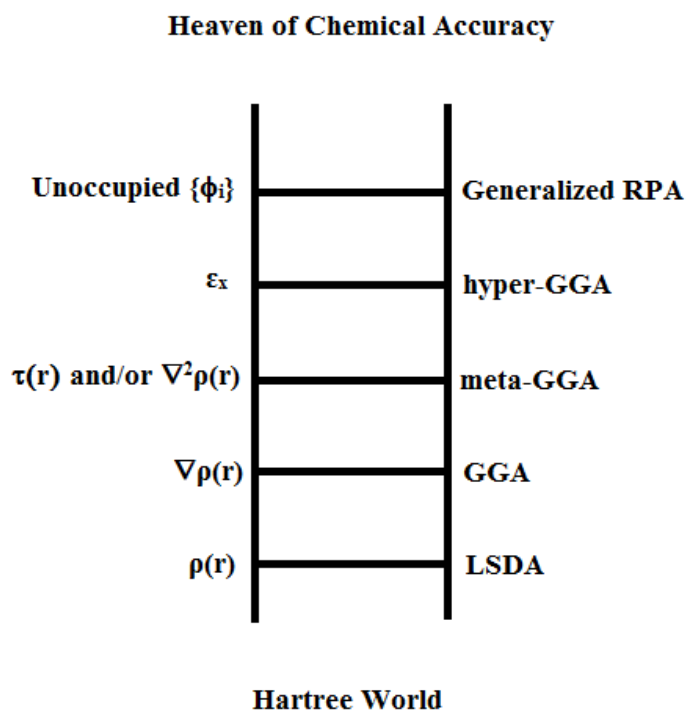 Heaven of Chemical Accuracy
Unoccupied {ϕᵢ} Generalized RPA
εₓ hyper-GGA
τ(r) and/or ∇²ρ(r) meta-GGA
∇ρ(r) GGA
ρ(r) LSDA
Hartree World